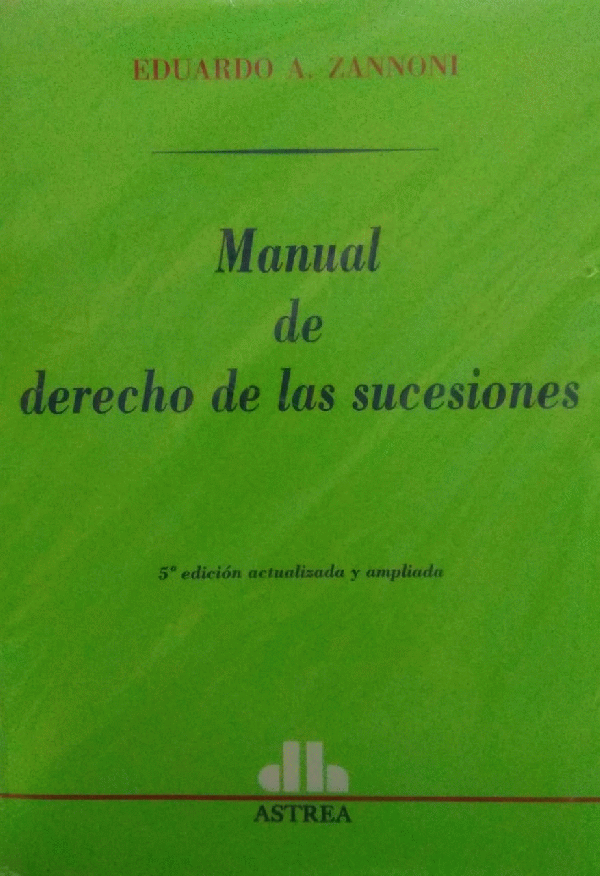 EDUARDO A. ZANNONI
Manual
de
derecho de las sucesiones
5ª edición actualizada y ampliada
ASTREA